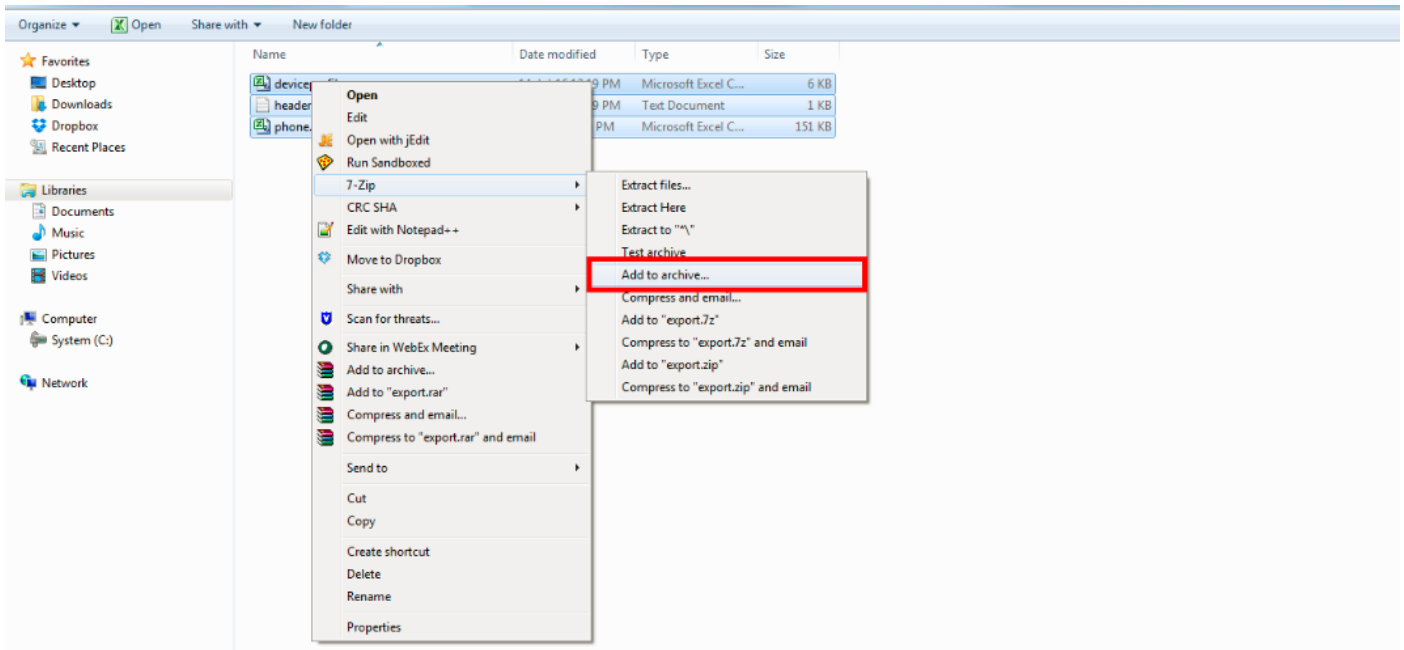 Organize Open Share with New folder
Name Date modified Type Size
Favorites
Desktop
Downloads
Dropbox
Recent Places
Libraries
Documents
Music
Pictures
Videos
Computer
System (C:)
Network
9 PM Microsoft Excel C... 6 KB
header 9 PM Text Document 1 KB
phone. PM Microsoft Excel C... 151 KB
Open
Edit
Open with jEdit
Run Sandboxed
7-Zip
CRC SHA
Edit with Notepad++
Move to Dropbox
Share with
Scan for threats...
Share in WebEx Meeting
Add to archive...
Add to "export.rar"
Compress and email...
Compress to "export.rar" and email
Send to
Cut
Copy
Create shortcut
Delete
Rename
Properties
Extract files...
Extract Here
Extract to "*\"
Test archive
Add to archive...
Compress and email...
Add to "export.7z"
Compress to "export.7z" and email
Add to "export.zip"
Compress to "export.zip" and email